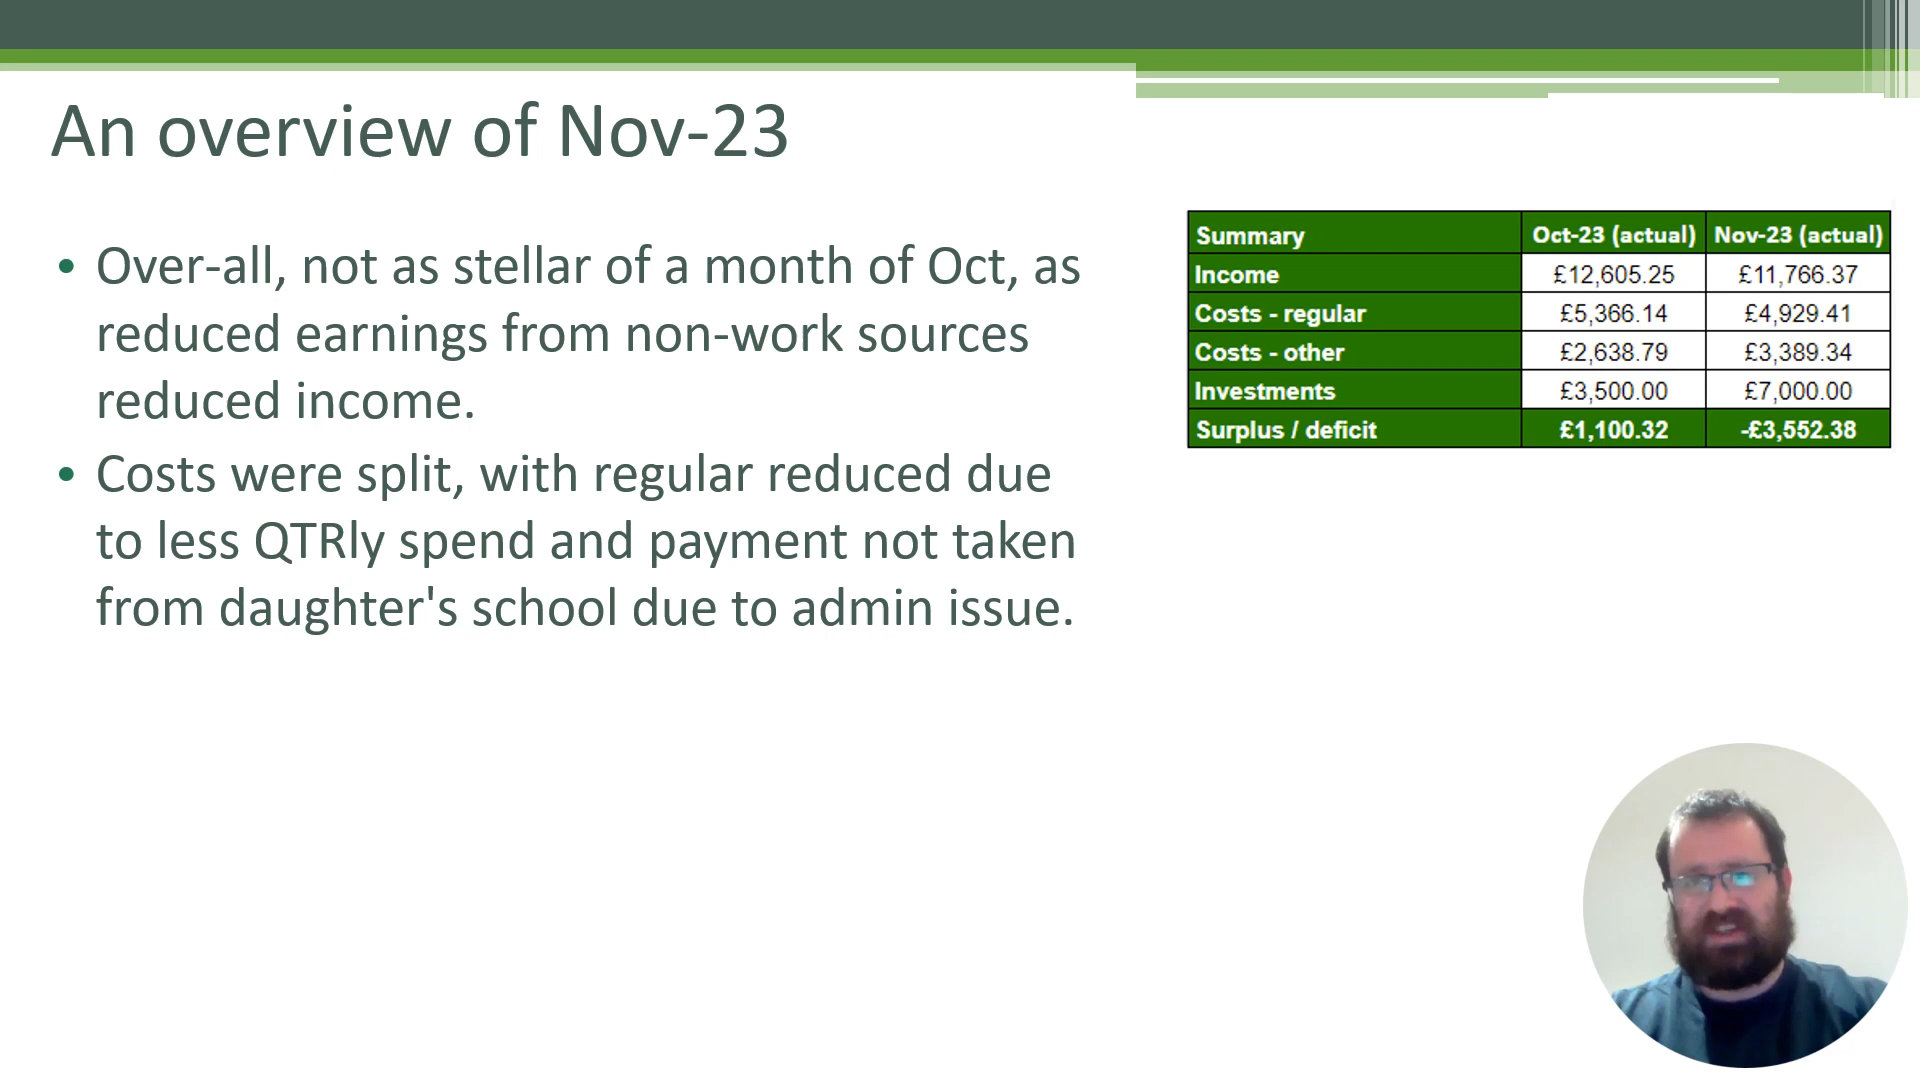 An overview of Nov-23
• Over-all, not as stellar of a month of Oct, as
reduced earnings from non-work sources
reduced income.
• Costs were split, with regular reduced due
to less QTRly spend and payment not taken
from daughter's school due to admin issue.
Summary Oct-23 (actual) Nov-23 (actual)
Income £12,605.25 £11,766.37
Costs - regular £5,366.14 £4,929.41
Costs - other £2,638.79 £3,389.34
Investments £3,500.00 £7,000.00
Surplus / deficit £1,100.32 -£3,552.38